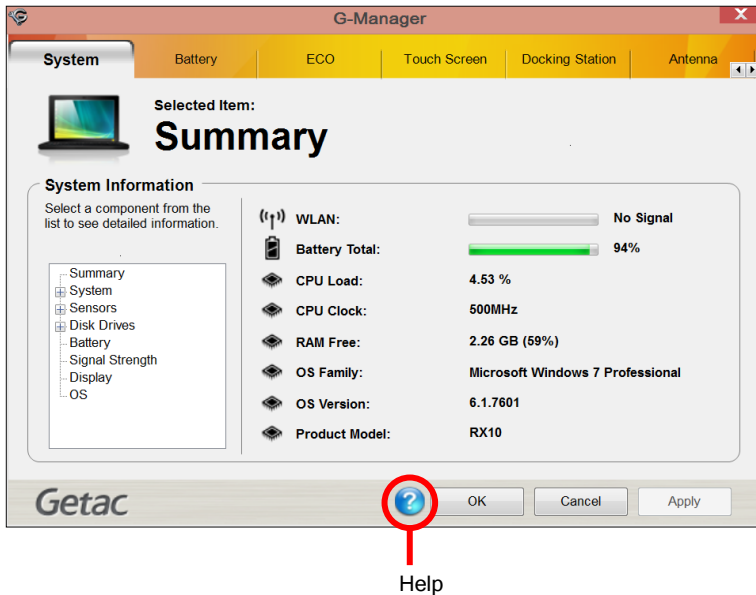 G-Manager
System Battery ECO Touch Screen Docking Station Antenna
Selected Item:
Summary
System Information
Select a component from the
list to see detailed information.
Summary
System
Sensors
Disk Drives
Battery
Signal Strength
Display
OS
WLAN: No Signal
Battery Total: 94%
CPU Load: 4.53 %
CPU Clock: 500MHz
RAM Free: 2.26 GB (59%)
OS Family: Microsoft Windows 7 Professional
OS Version: 6.1.7601
Product Model: RX10
Getac ? OK Cancel Apply
Help